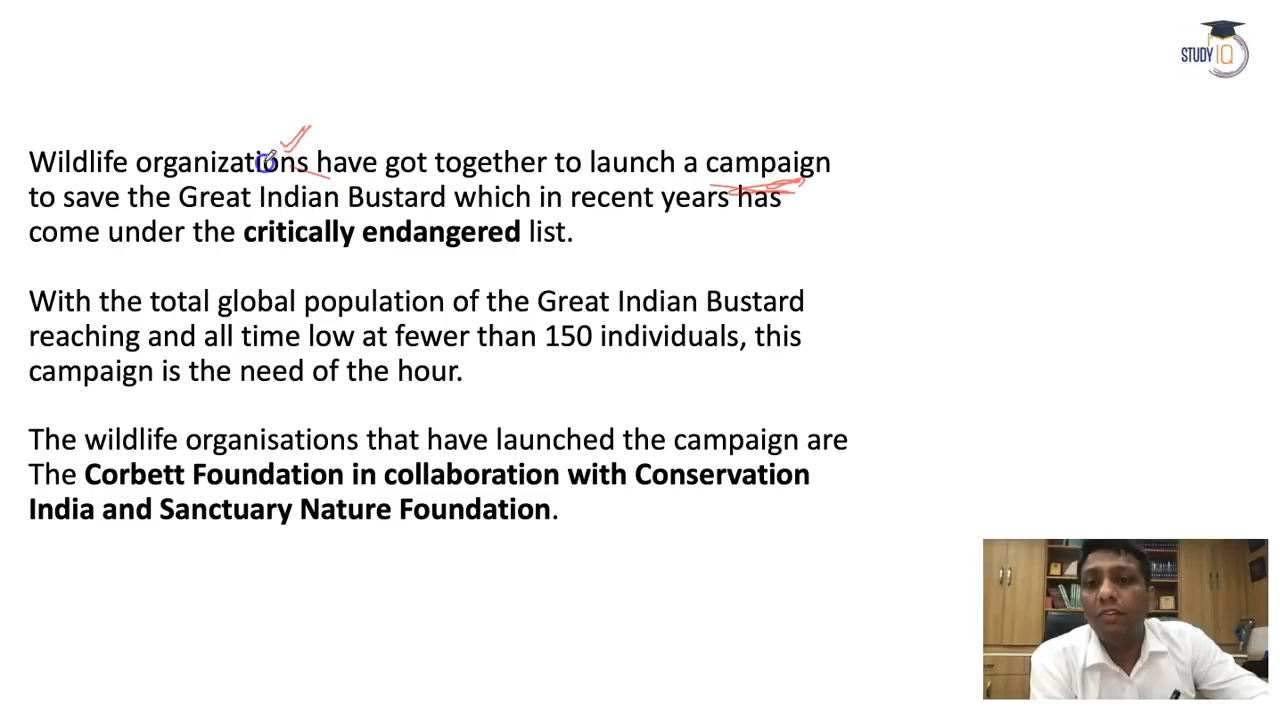 STUDY IQ
Wildlife organizations have got together to launch a campaign
to save the Great Indian Bustard which in recent years has
come under the critically endangered list.
With the total global population of the Great Indian Bustard
reaching and all time low at fewer than 150 individuals, this
campaign is the need of the hour.
The wildlife organisations that have launched the campaign are
The Corbett Foundation in collaboration with Conservation
India and Sanctuary Nature Foundation.